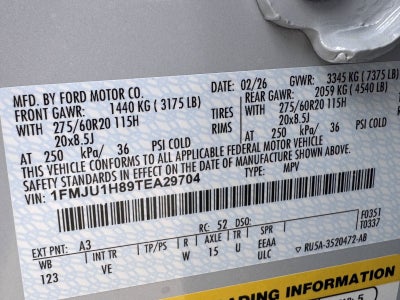 MFD. BY FORD MOTOR CO. 02/26 GVWR: 3345 KG ( 7375 LB)
FRONT GAWR: 1440 KG ( 3175 LB) REAR GAWR: 2059 KG ( 4540 LB)
WITH 275/60R20 115H TIRES WITH 275/60R20 115H
20x8.5J RIMS 20x8.5J
AT 250 kPa/ 36 PSI COLD AT 250 kPa/ 36 PSI COLD
THIS VEHICLE CONFORMS TO ALL APPLICABLE FEDERAL MOTOR VEHICLE
SAFETY STANDARDS IN EFFECT ON THE DATE OF MANUFACTURE SHOWN ABOVE.
VIN: 1FMJU1H89TEA29704 TYPE: MPV
F0351
T0337
EXT PNT: A3 RC: 52 DSO:
WB INT TR TP/PS R AXLE TR
123 VE W 15 U EEAA
ULC RU5A-3520472-AB
ADING INFORMATION